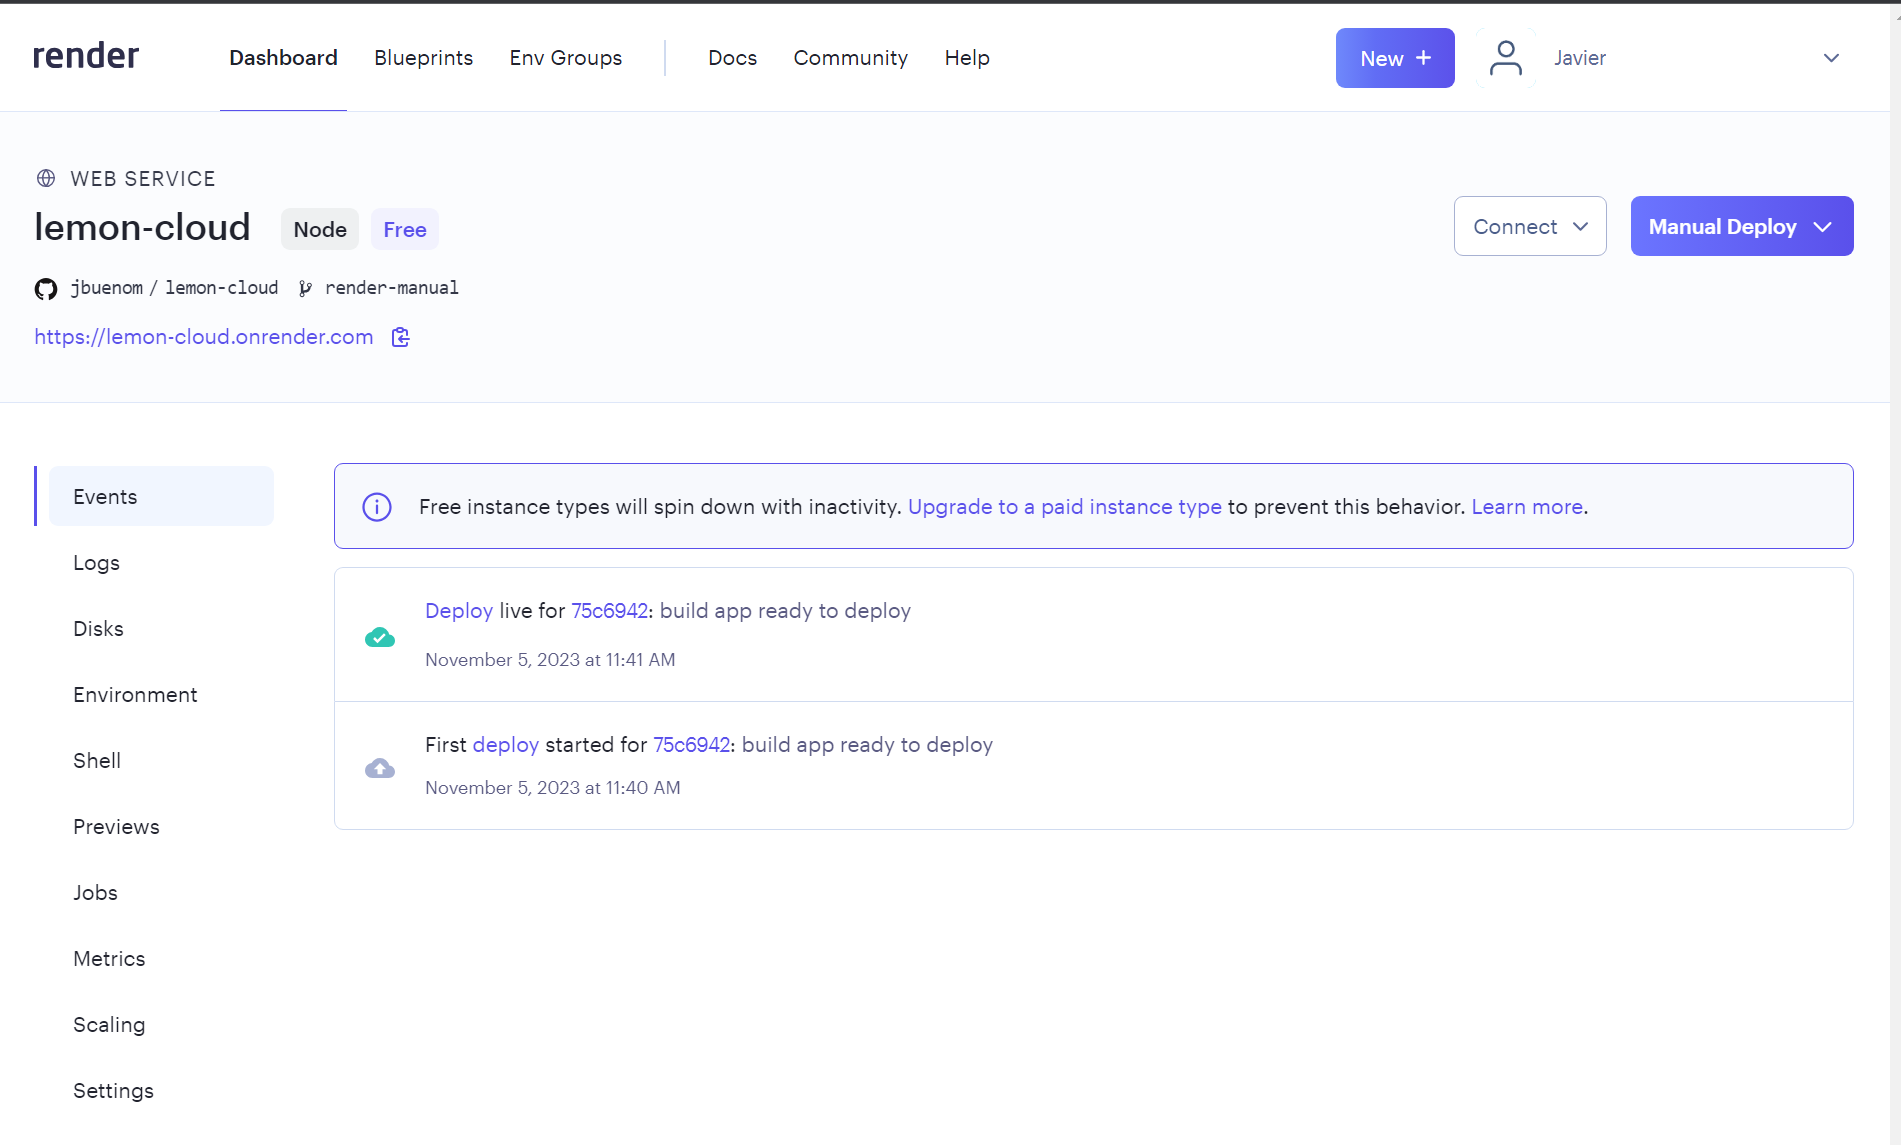 render
Dashboard Blueprints Env Groups Docs Community Help New + Javier
WEB SERVICE
lemon-cloud Node Free
Connect Manual Deploy
jbuenom / lemon-cloud render-manual
https://lemon-cloud.onrender.com
Events
Logs
Disks
Environment
Shell
Previews
Jobs
Metrics
Scaling
Settings
Free instance types will spin down with inactivity. Upgrade to a paid instance type to prevent this behavior. Learn more.
Deploy live for 75c6942: build app ready to deploy
November 5, 2023 at 11:41 AM
First deploy started for 75c6942: build app ready to deploy
November 5, 2023 at 11:40 AM